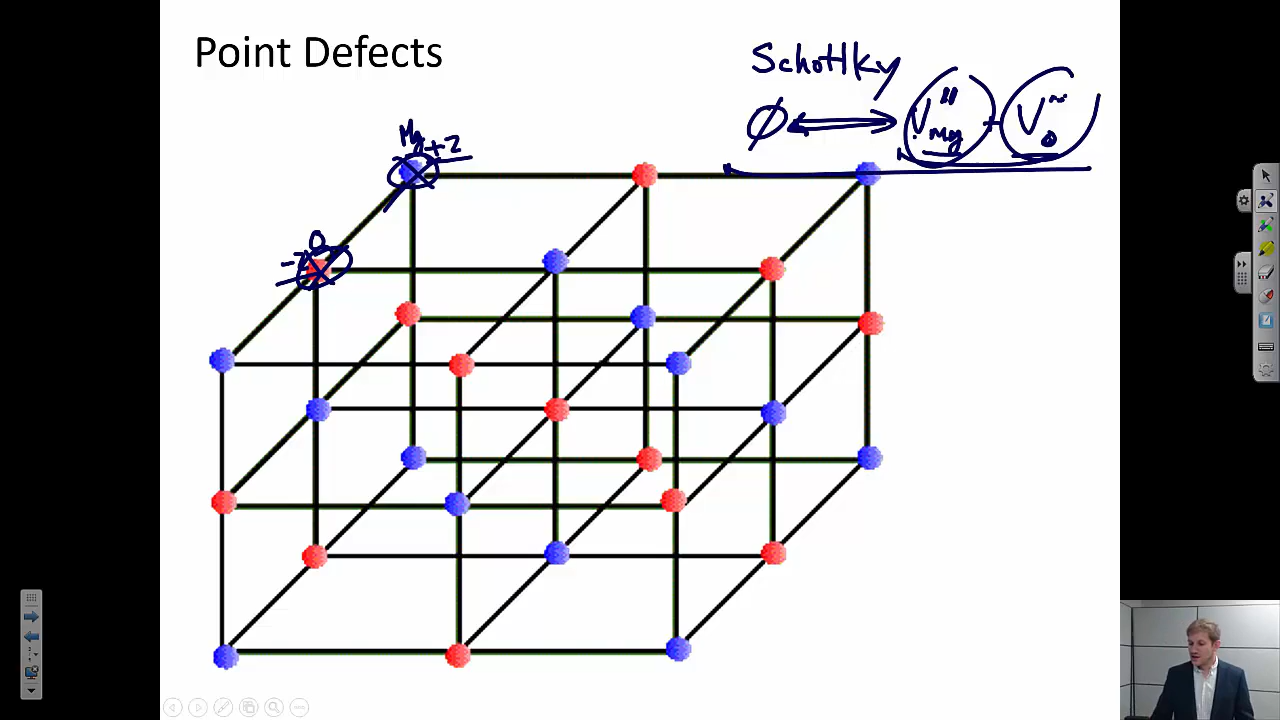 Point Defects
Schottky
∅ ⟷ V''Mg + V··O
Mg +2
O
-2